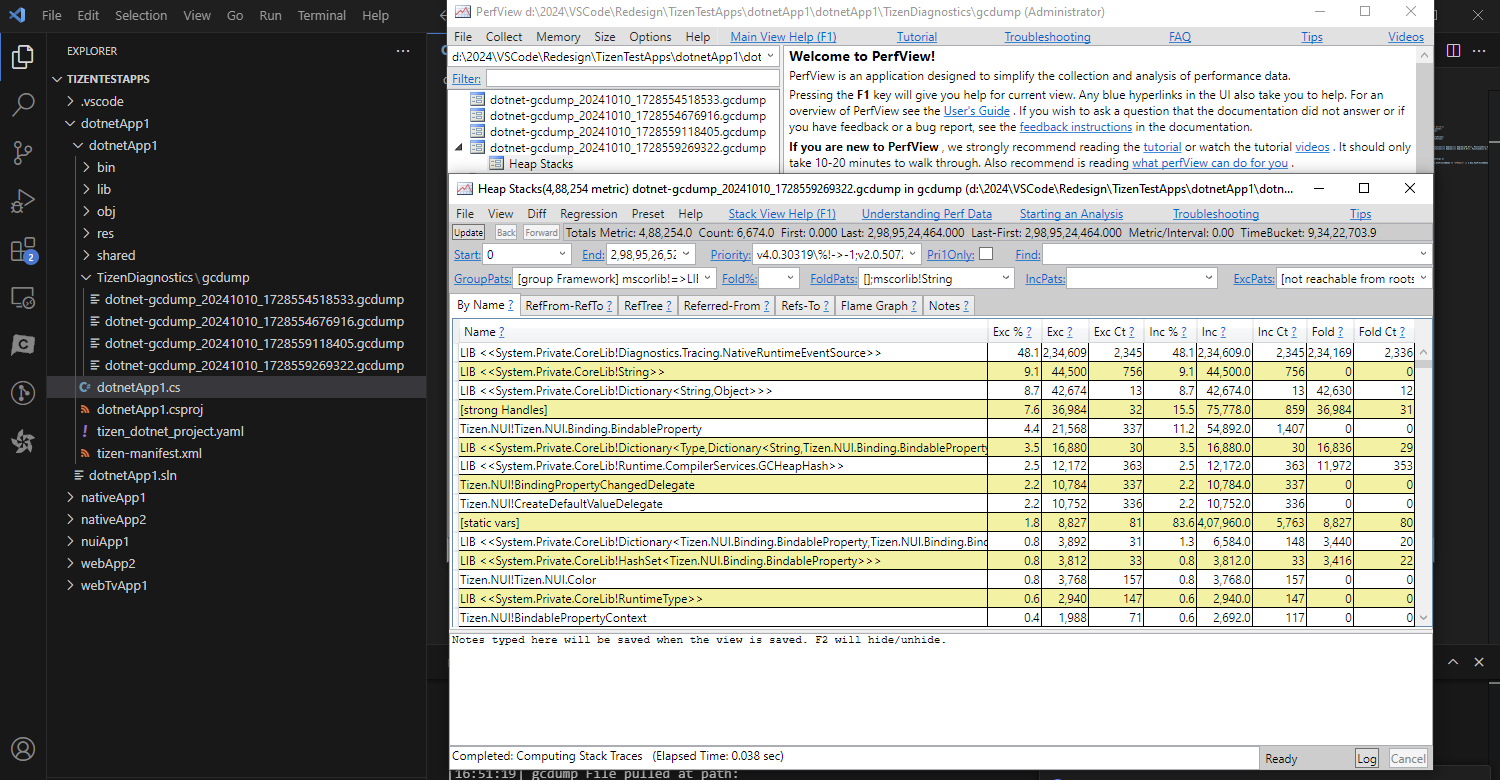 File Edit Selection View Go Run Terminal Help
EXPLORER
TIZENTESTAPPS
.vscode
dotnetApp1
dotnetApp1
bin
lib
obj
res
shared
TizenDiagnostics \ gcdump
dotnet-gcdump_20241010_1728554518533.gcdump
dotnet-gcdump_20241010_1728554676916.gcdump
dotnet-gcdump_20241010_1728559118405.gcdump
dotnet-gcdump_20241010_1728559269322.gcdump
C# dotnetApp1.cs
dotnetApp1.csproj
! tizen_dotnet_project.yaml
tizen-manifest.xml
dotnetApp1.sln
nativeApp1
nativeApp2
nuiApp1
webApp2
webTvApp1
2
PerfView d:\2024\VSCode\Redesign\TizenTestApps\dotnetApp1\dotnetApp1\TizenDiagnostics\gcdump (Administrator)
File Collect Memory Size Options Help Main View Help (F1) Tutorial Troubleshooting FAQ Tips Videos
d:\2024\VSCode\Redesign\TizenTestApps\dotnetApp1\dot
Filter:
dotnet-gcdump_20241010_1728554518533.gcdump
dotnet-gcdump_20241010_1728554676916.gcdump
dotnet-gcdump_20241010_1728559118405.gcdump
dotnet-gcdump_20241010_1728559269322.gcdump
Heap Stacks
Welcome to PerfView!
PerfView is an application designed to simplify the collection and analysis of performance data.
Pressing the F1 key will give you help for current view. Any blue hyperlinks in the UI also take you to help. For an
overview of PerfView see the User's Guide . If you wish to ask a question that the documentation did not answer or if
you have feedback or a bug report, see the feedback instructions in the documentation.
If you are new to PerfView , we strongly recommend reading the tutorial or watch the tutorial videos . It should only
take 10-20 minutes to walk through. Also recommend is reading what perfView can do for you .
Heap Stacks(4,88,254 metric) dotnet-gcdump_20241010_1728559269322.gcdump in gcdump (d:\2024\VSCode\Redesign\TizenTestApps\dotnetApp1\dotn...
File View Diff Regression Preset Help Stack View Help (F1) Understanding Perf Data Starting an Analysis Troubleshooting Tips
Update Back Forward Totals Metric: 4,88,254.0 Count: 6,674.0 First: 0.000 Last: 2,98,95,24,464.000 Last-First: 2,98,95,24,464.000 Metric/Interval: 0.00 TimeBucket: 9,34,22,703.9
Start: 0 End: 2,98,95,26,52 Priority: v4.0.30319\%!->-1;v2.0.5072 Pri1Only: Find:
GroupPats: [group Framework] mscorlib!=>LIB Fold%: FoldPats: [];mscorlib!String IncPats: ExcPats: [not reachable from roots
By Name ? RefFrom-RefTo ? RefTree ? Referred-From ? Refs-To ? Flame Graph ? Notes ?
Name ? Exc % ? Exc ? Exc Ct ? Inc % ? Inc ? Inc Ct ? Fold ? Fold Ct ?
LIB <<System.Private.CoreLib!Diagnostics.Tracing.NativeRuntimeEventSource>> 48.1 2,34,609 2,345 48.1 2,34,609.0 2,345 2,34,169 2,336
LIB <<System.Private.CoreLib!String>> 9.1 44,500 756 9.1 44,500.0 756 0 0
LIB <<System.Private.CoreLib!Dictionary<String,Object>>> 8.7 42,674 13 8.7 42,674.0 13 42,630 12
[strong Handles] 7.6 36,984 32 15.5 75,778.0 859 36,984 31
Tizen.NUI!Tizen.NUI.Binding.BindableProperty 4.4 21,568 337 11.2 54,892.0 1,407 0 0
LIB <<System.Private.CoreLib!Dictionary<Type,Dictionary<String,Tizen.NUI.Binding.BindableProperty 3.5 16,880 30 3.5 16,880.0 30 16,836 29
LIB <<System.Private.CoreLib!Runtime.CompilerServices.GCHeapHash>> 2.5 12,172 363 2.5 12,172.0 363 11,972 353
Tizen.NUI!BindingPropertyChangedDelegate 2.2 10,784 337 2.2 10,784.0 337 0 0
Tizen.NUI!CreateDefaultValueDelegate 2.2 10,752 336 2.2 10,752.0 336 0 0
[static vars] 1.8 8,827 81 83.6 4,07,960.0 5,763 8,827 80
LIB <<System.Private.CoreLib!Dictionary<Tizen.NUI.Binding.BindableProperty,Tizen.NUI.Binding.Bind 0.8 3,892 31 1.3 6,584.0 148 3,440 20
LIB <<System.Private.CoreLib!HashSet<Tizen.NUI.Binding.BindableProperty>>> 0.8 3,812 33 0.8 3,812.0 33 3,416 22
Tizen.NUI!Tizen.NUI.Color 0.8 3,768 157 0.8 3,768.0 157 0 0
LIB <<System.Private.CoreLib!RuntimeType>> 0.6 2,940 147 0.6 2,940.0 147 0 0
Tizen.NUI!BindablePropertyContext 0.4 1,988 71 0.6 2,692.0 117 0 0
Notes typed here will be saved when the view is saved. F2 will hide/unhide.
Completed: Computing Stack Traces (Elapsed Time: 0.038 sec) Ready Log Cancel
16:51:19] gcdump File pulled at path: